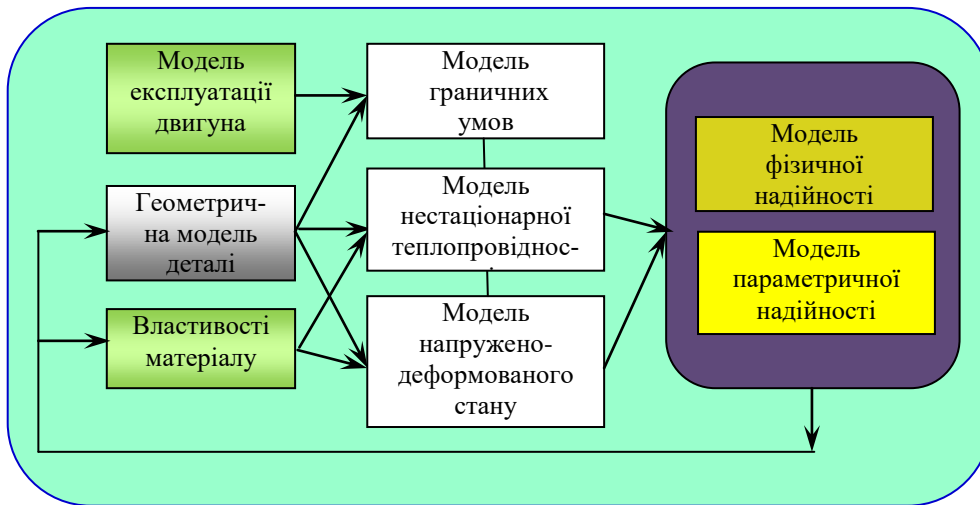 Модель
експлуатації
двигуна
Модель
граничних
умов
Модель
фізичної
надійності
Геометрич-
на модель
деталі
Модель
нестаціонарної
теплопровіднос-
Модель
параметричної
надійності
Властивості
матеріалу
Модель
напружено-
деформованого
стану